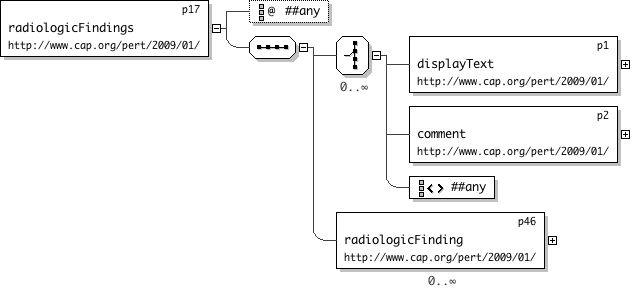 p17
radiologicFindings
http://www.cap.org/pert/2009/01/
@ ##any
0..∞
p1
displayText
http://www.cap.org/pert/2009/01/
p2
comment
http://www.cap.org/pert/2009/01/
<> ##any
p46
radiologicFinding
http://www.cap.org/pert/2009/01/
0..∞